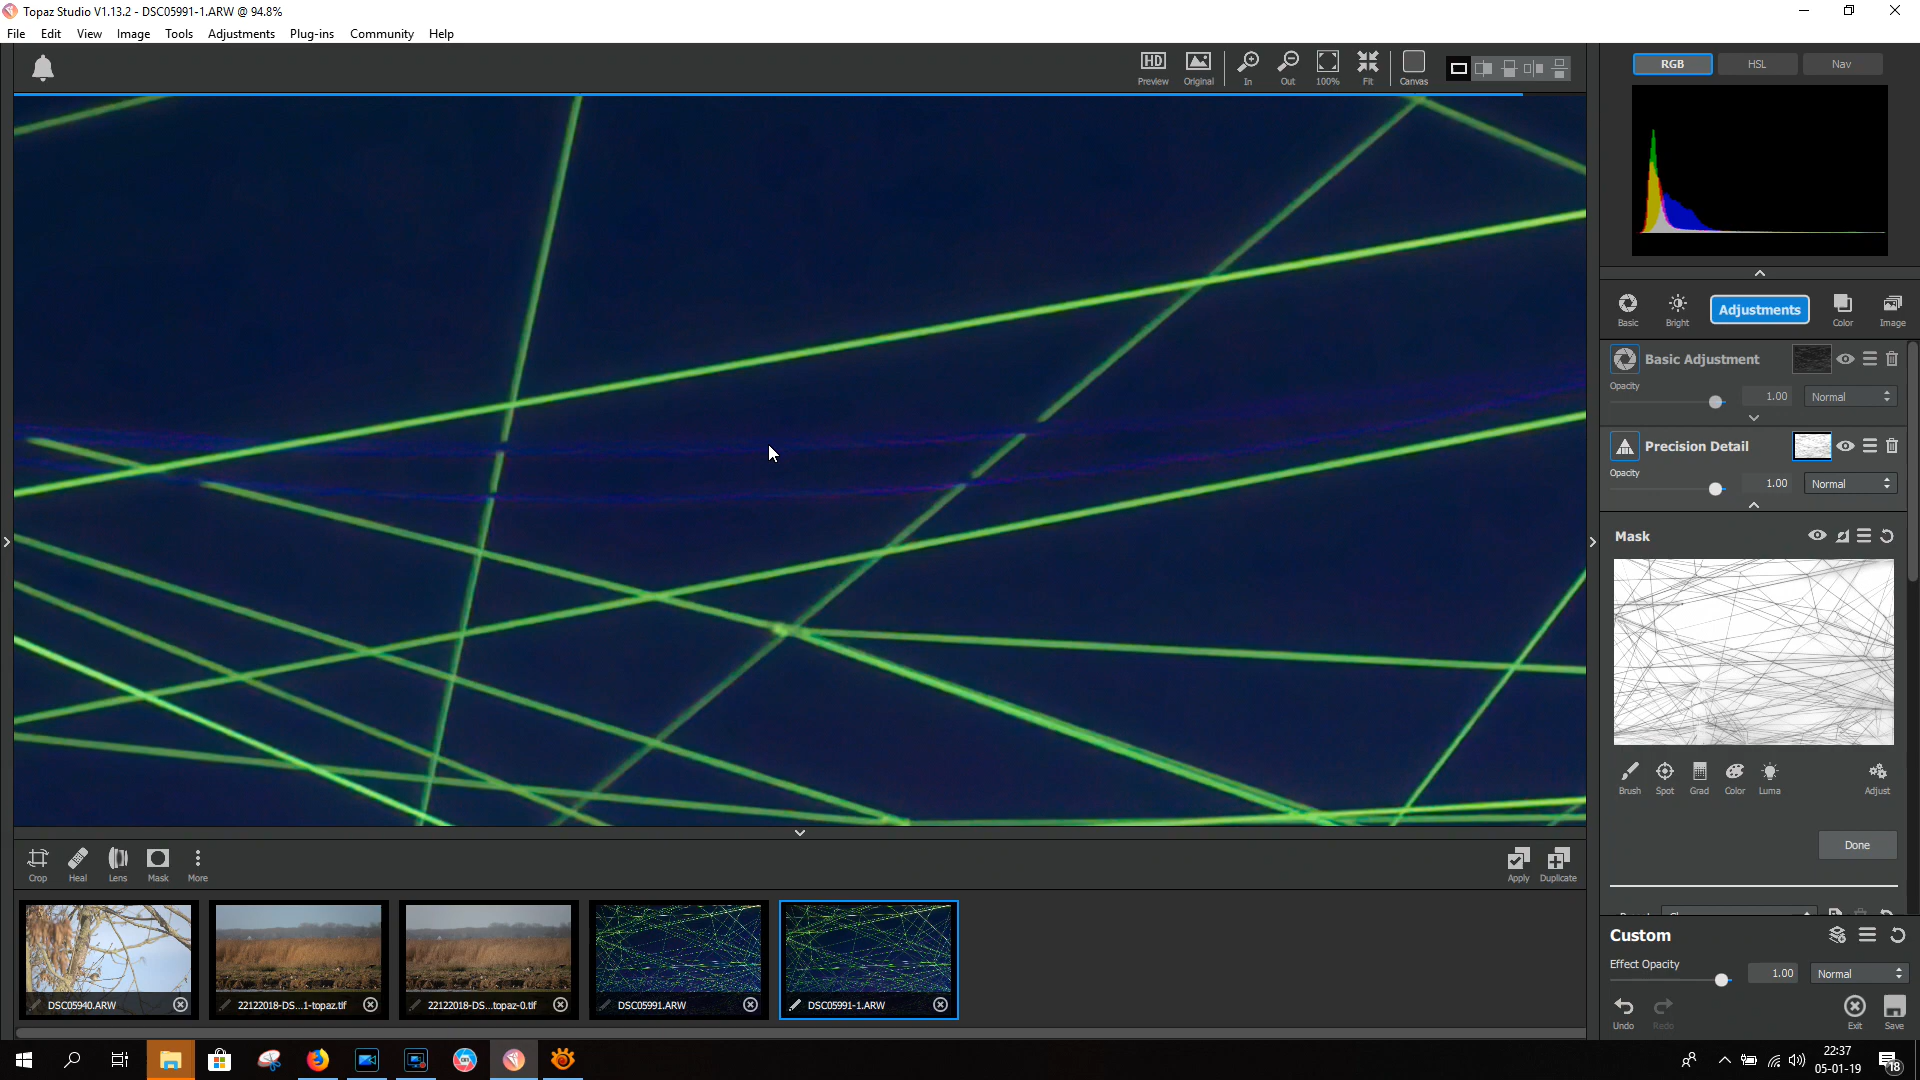 Topaz Studio V1.13.2 - DSC05991-1.ARW @ 94.8%
File Edit View Image Tools Adjustments Plug-ins Community Help
HD
Preview Original In Out 100% Fit Canvas
RGB HSL Nav
Basic Bright Adjustments Color Image
Basic Adjustment
Opacity
1.00 Normal
Precision Detail
Opacity
1.00 Normal
Mask
Brush Spot Grad Color Luma Adjust
Done
Crop Heal Lens Mask More Apply Duplicate
DSC05940.ARW
22122018-DS...1-topaz.tif
22122018-DS...topaz-0.tif
DSC05991.ARW
DSC05991-1.ARW
Custom
Effect Opacity
1.00 Normal
Undo Redo Exit Save
22:37
05-01-19
18